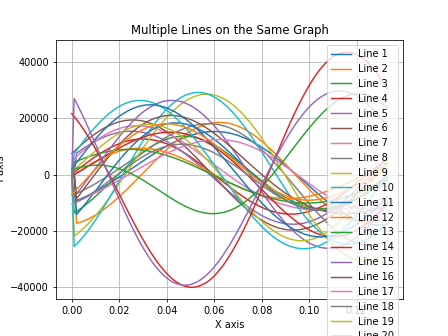 Multiple Lines on the Same Graph
40000
20000
0
−20000
−40000
0.00
0.02
0.04
0.06
0.08
0.10
X axis
Line 1
Line 2
Line 3
Line 4
Line 5
Line 6
Line 7
Line 8
Line 9
Line 10
Line 11
Line 12
Line 13
Line 14
Line 15
Line 16
Line 17
Line 18
Line 19
Line 20